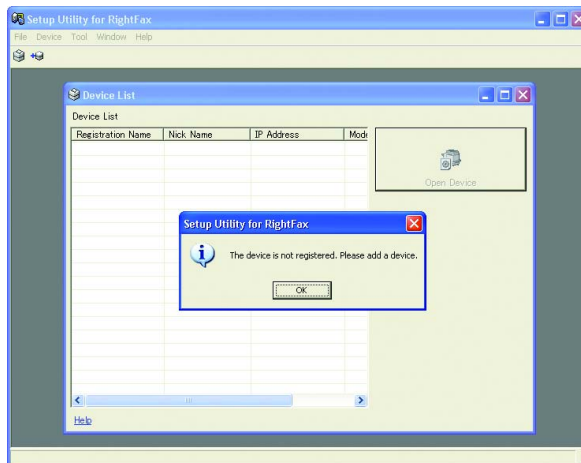 Setup Utility for RightFax
File Device Tool Window Help
Device List
Device List
Registration Name Nick Name IP Address Mode
Open Device
Setup Utility for RightFax
The device is not registered. Please add a device.
OK
Help